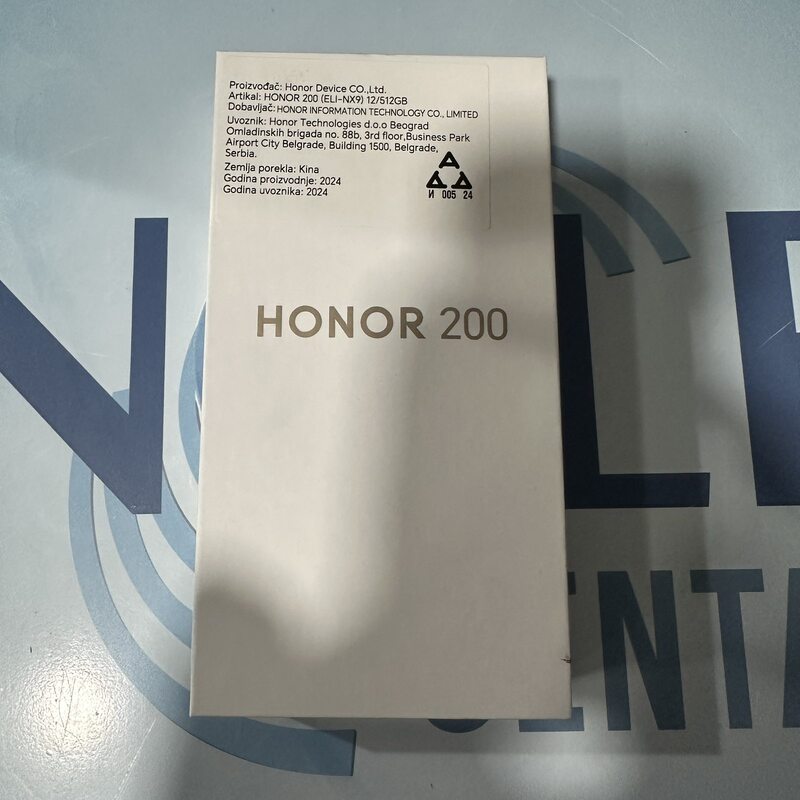 Proizvođač: Honor Device CO.,Ltd.
Artikal: HONOR 200 (ELI-NX9) 12/512GB
Dobavljač: HONOR INFORMATION TECHNOLOGY CO., LIMITED
Uvoznik: Honor Technologies d.o.o Beograd
Omladinskih brigada no. 88b, 3rd floor,Business Park
Airport City Belgrade, Building 1500, Belgrade,
Serbia.
Zemlja porekla: Kina
Godina proizvodnje: 2024
Godina uvoznika: 2024
A
A A
И 005 24
HONOR 200